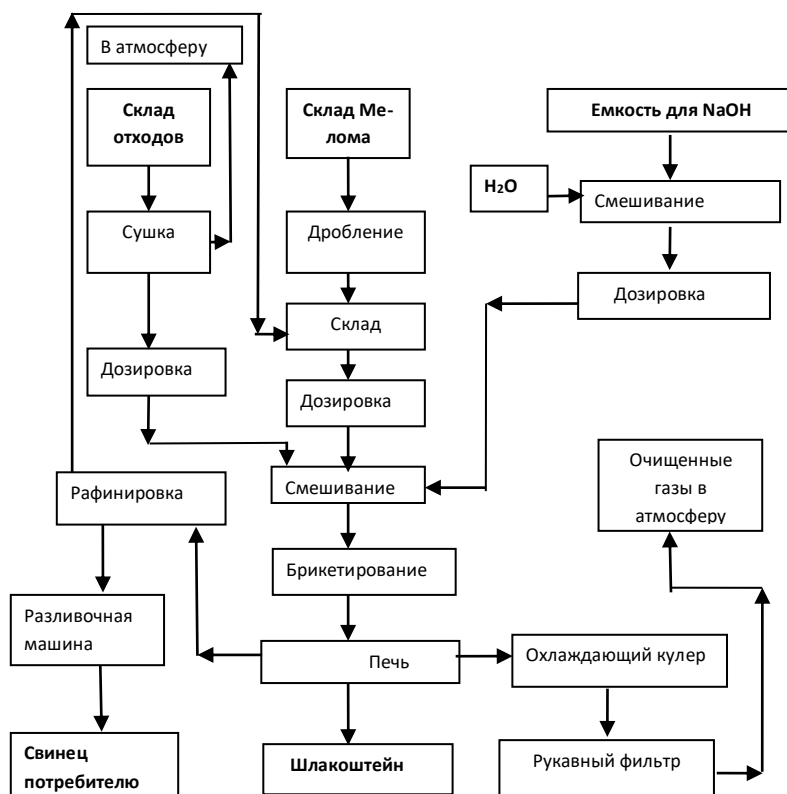 В атмосферу
Склад
отходов
Склад Ме-
лома
Емкость для NaOH
H₂O
Смешивание
Сушка
Дробление
Дозировка
Склад
Дозировка
Дозировка
Смешивание
Очищенные
газы в
атмосферу
Рафинировка
Брикетирование
Разливочная
машина
Печь
Охлаждающий кулер
Свинец
потребителю
Шлакоштейн
Рукавный фильтр